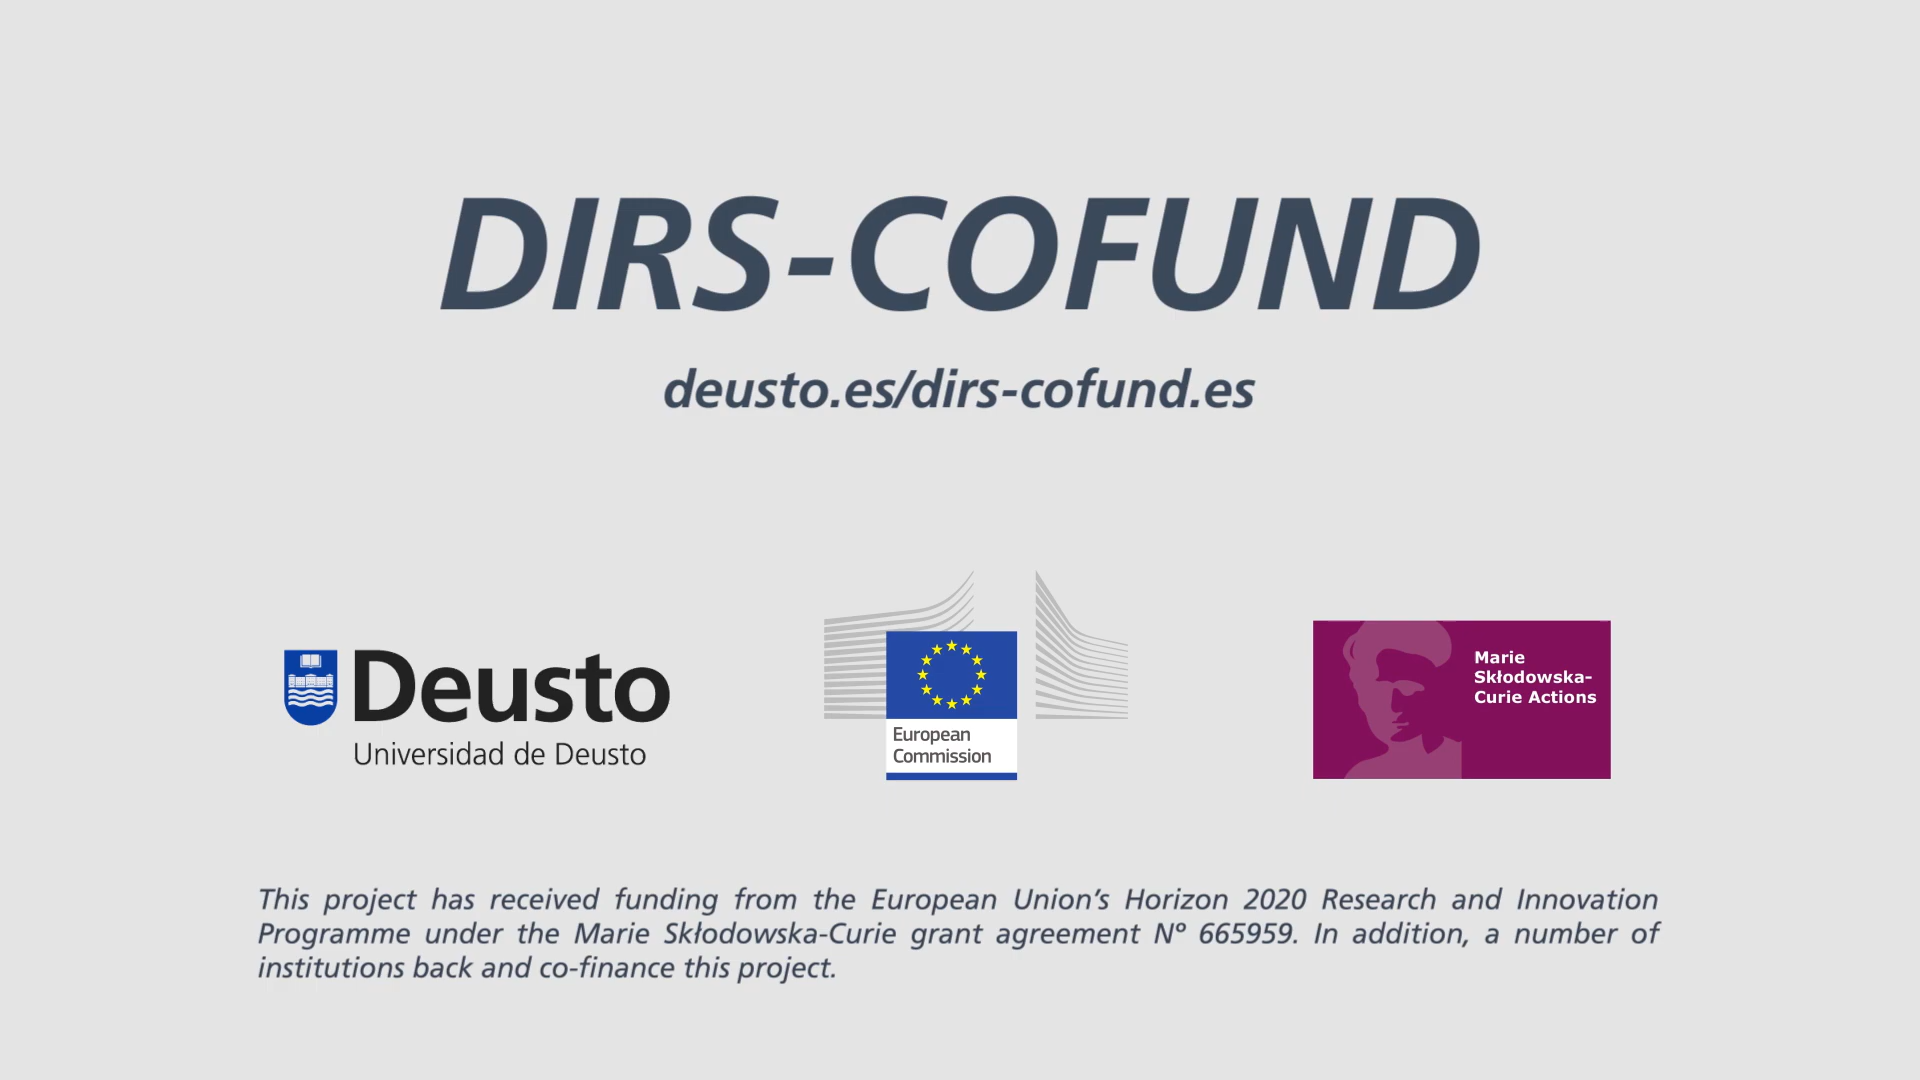 DIRS-COFUND
deusto.es/dirs-cofund.es
Deusto
Universidad de Deusto
European
Commission
Marie
Skłodowska-
Curie Actions
This project has received funding from the European Union’s Horizon 2020 Research and Innovation
Programme under the Marie Skłodowska-Curie grant agreement Nº 665959. In addition, a number of
institutions back and co-finance this project.